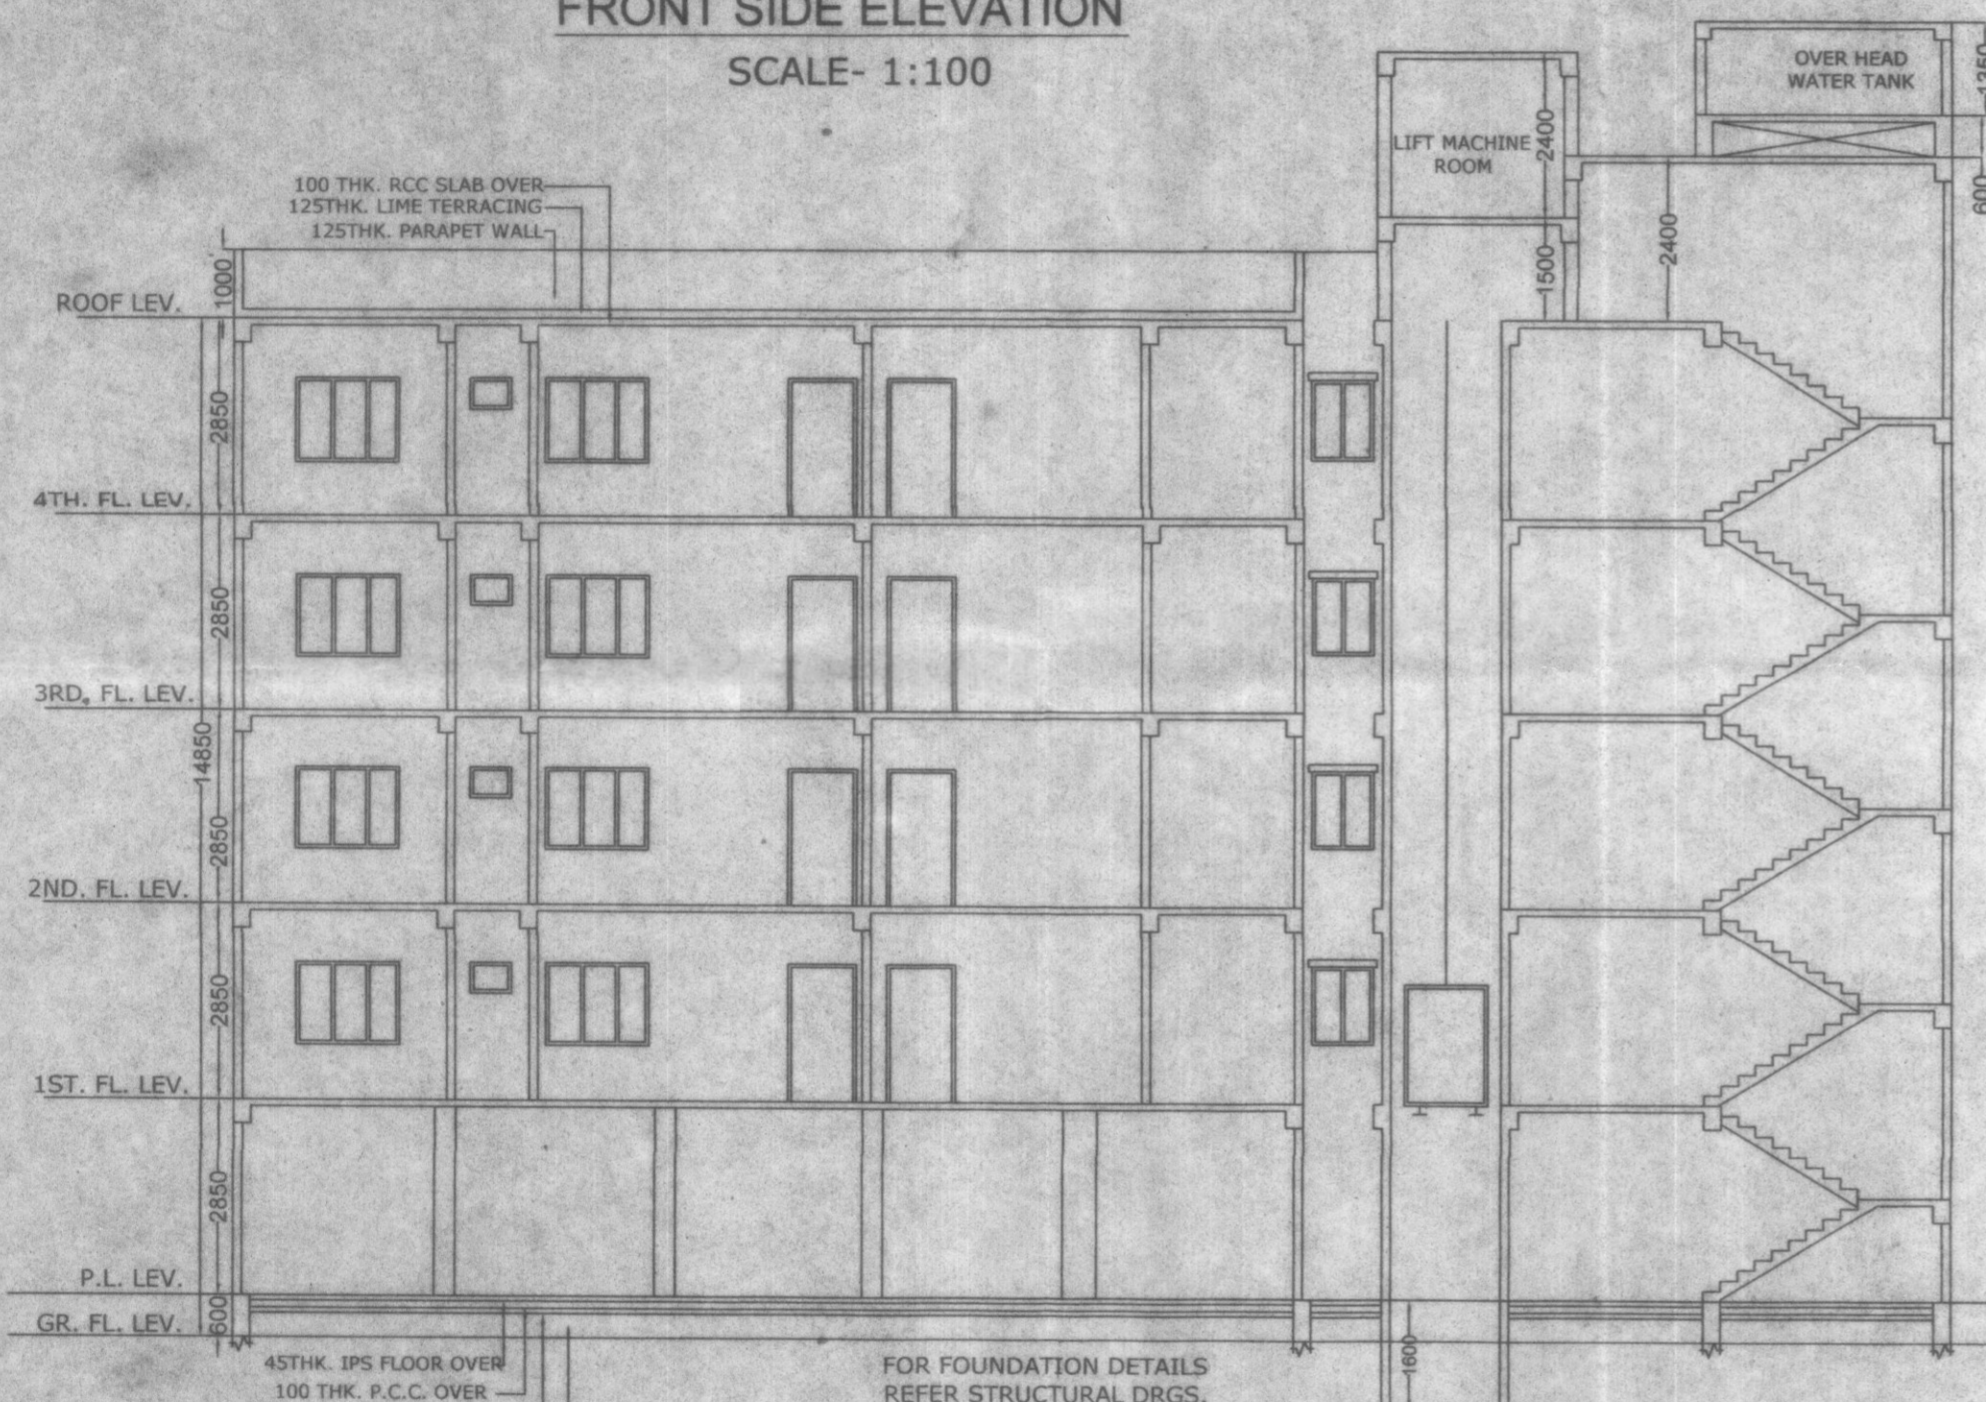 FRONT SIDE ELEVATION
SCALE- 1:100
OVER HEAD
WATER TANK
1250
LIFT MACHINE
ROOM
2400
600
100 THK. RCC SLAB OVER
125THK. LIME TERRACING
125THK. PARAPET WALL
2400
1500
1000
ROOF LEV.
2850
4TH. FL. LEV.
2850
3RD. FL. LEV.
14850
2850
2ND. FL. LEV.
2850
1ST. FL. LEV.
2850
P.L. LEV.
600
GR. FL. LEV.
1600
45THK. IPS FLOOR OVER
100 THK. P.C.C. OVER
FOR FOUNDATION DETAILS
REFER STRUCTURAL DRGS.